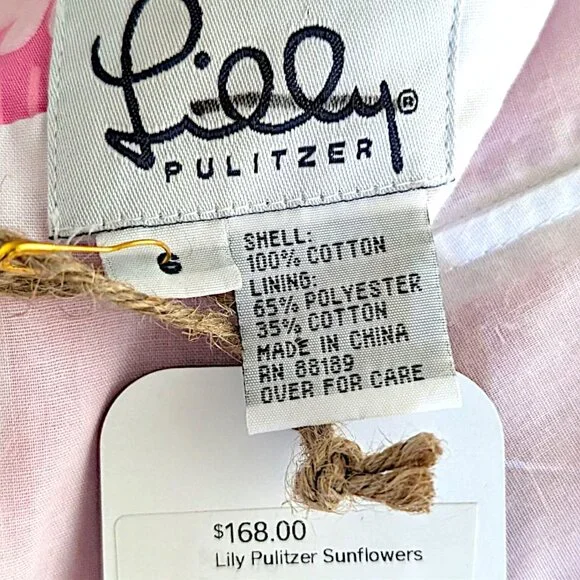 Lilly®
PULITZER
6
SHELL:
100% COTTON
LINING:
65% POLYESTER
35% COTTON
MADE IN CHINA
RN 88189
OVER FOR CARE
$168.00
Lily Pulitzer Sunflowers